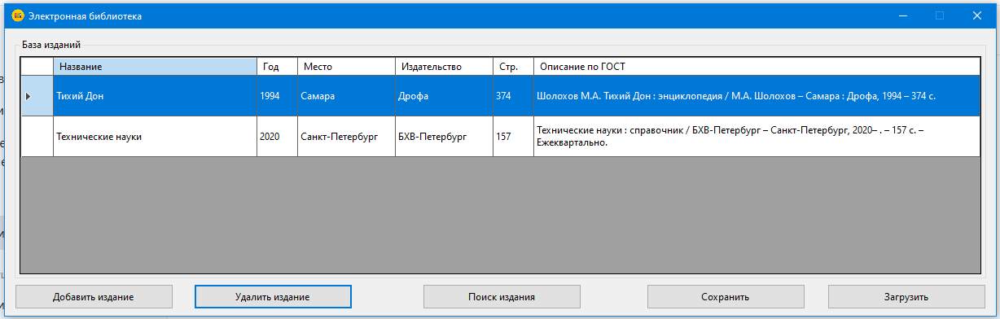 Электронная библиотека
База изданий
Название Год Место Издательство Стр. Описание по ГОСТ
Тихий Дон 1994 Самара Дрофа 374 Шолохов М.А. Тихий Дон : энциклопедия / М.А. Шолохов – Самара : Дрофа, 1994 – 374 с.
Технические науки 2020 Санкт-Петербург БХВ-Петербург 157 Технические науки : справочник / БХВ-Петербург – Санкт-Петербург, 2020– . – 157 с. –
Ежеквартально.
Добавить издание Удалить издание Поиск издания Сохранить Загрузить